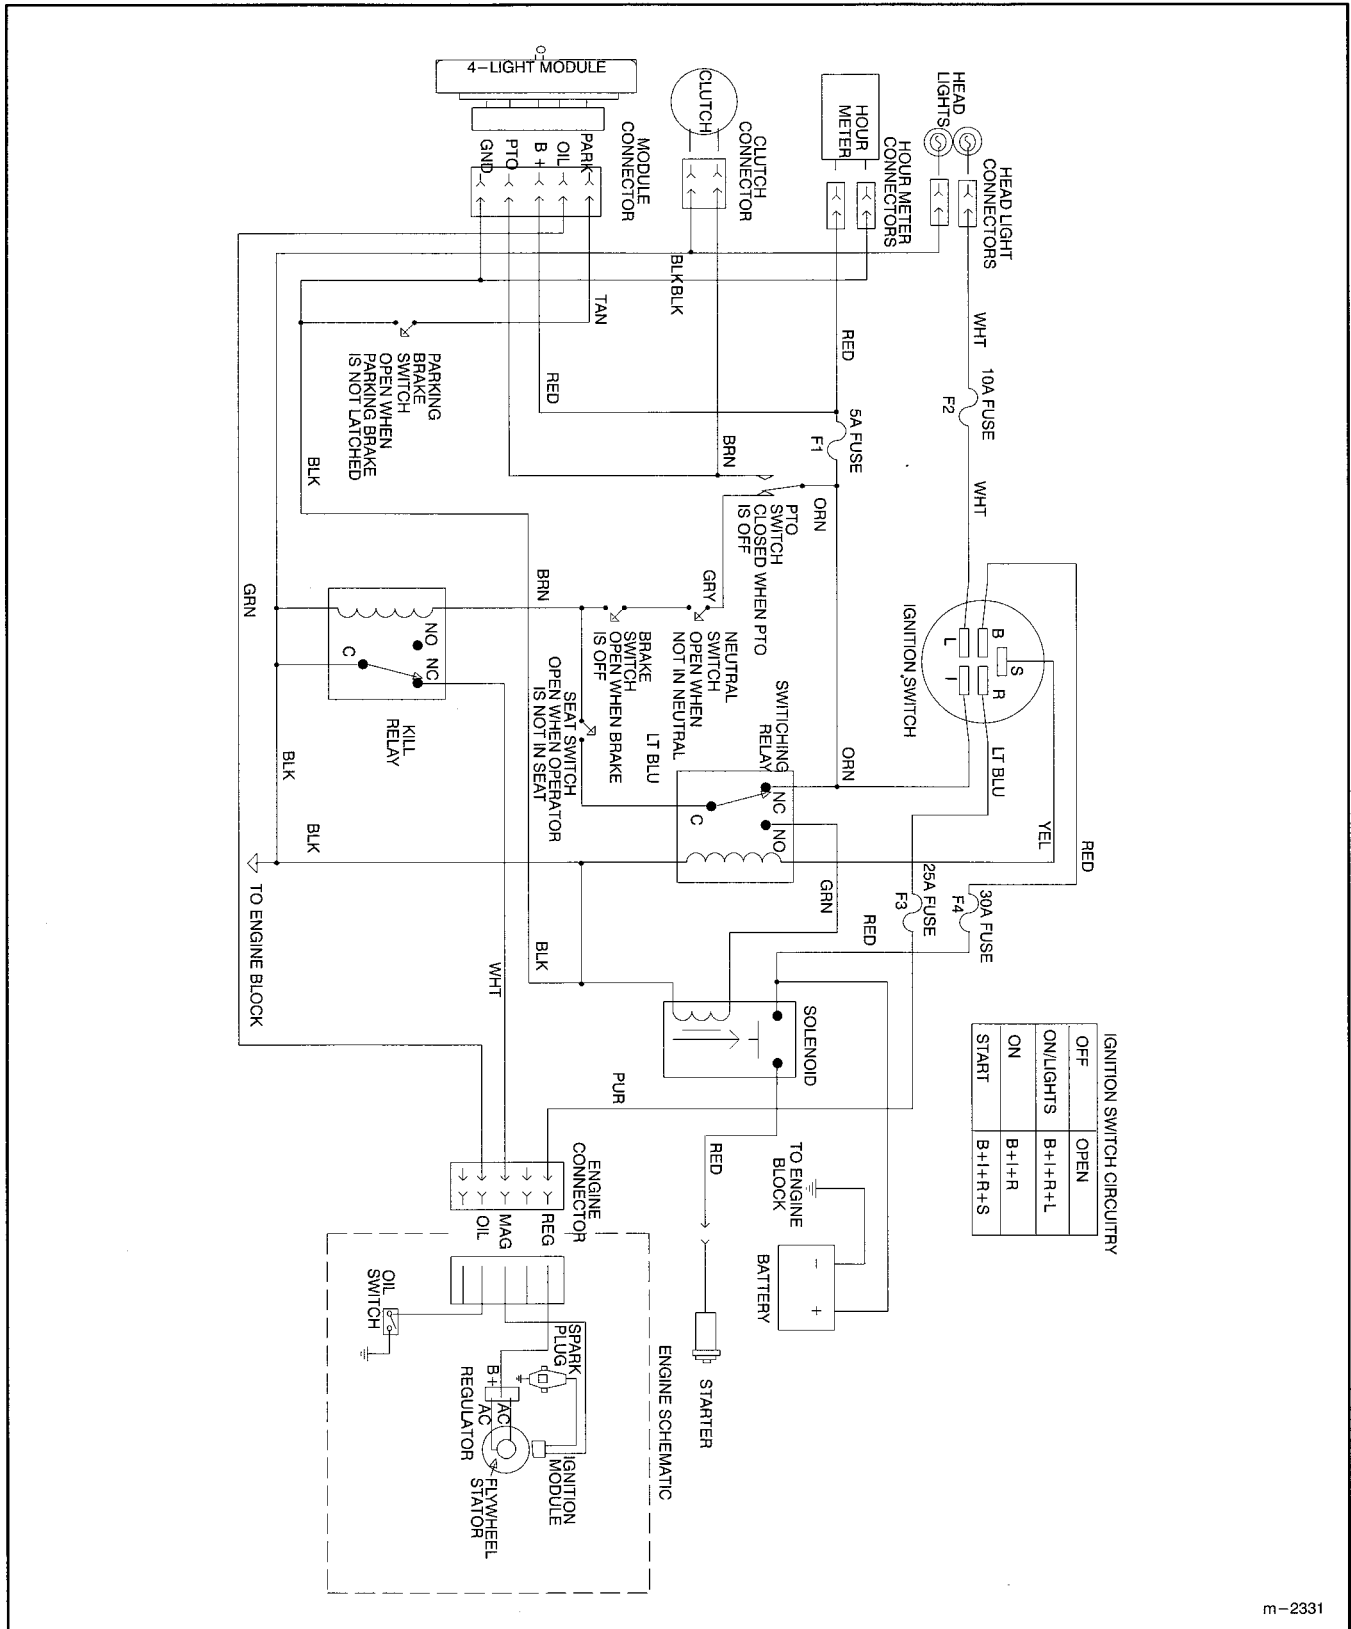 4-LIGHT MODULE
GND
PTO
B+
OIL
PARK
MODULE
CONNECTOR
CLUTCH
CLUTCH
CONNECTOR
HOUR
METER
HOUR METER
CONNECTORS
HEAD
LIGHTS
HEAD LIGHT
CONNECTORS
TAN
BLKBLK
RED
WHT
10A FUSE
F2
PARKING
BRAKE
SWITCH
OPEN WHEN
PARKING BRAKE
IS NOT LATCHED
RED
5A FUSE
F1
BLK
BRN
ORN
WHT
PTO
SWITCH
CLOSED WHEN PTO
IS OFF
GRN
BRN
GRY
NO
NC
C
KILL
RELAY
BRAKE
SWITCH
OPEN WHEN BRAKE
IS OFF
NEUTRAL
SWITCH
OPEN WHEN
NOT IN NEUTRAL
SEAT SWITCH
OPEN WHEN OPERATOR
IS NOT IN SEAT
LT BLU
SWITICHING
RELAY
NC
NO
C
B
L
S
I
R
IGNITION SWITCH
ORN
LT BLU
YEL
RED
BLK
BLK
TO ENGINE BLOCK
GRN
RED
25A FUSE
F3
30A FUSE
F4
BLK
WHT
SOLENOID
PUR
RED
IGNITION SWITCH CIRCUITRY
OFF OPEN
ON/LIGHTS B+I+R+L
ON B+I+R
START B+I+R+S
TO ENGINE
BLOCK
BATTERY
-
+
STARTER
ENGINE
CONNECTOR
OIL
MAG
REG
ENGINE SCHEMATIC
OIL
SWITCH
SPARK
PLUG
B+
AC
AC
REGULATOR
IGNITION
MODULE
FLYWHEEL
STATOR
m-2331